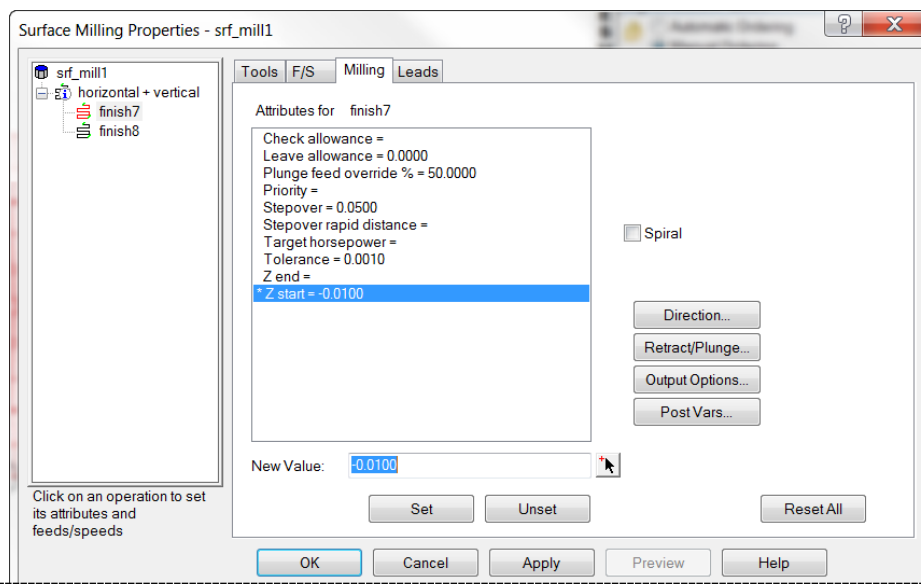 Surface Milling Properties - srf_mill1
Automatic Ordering
srf_mill1
horizontal + vertical
finish7
finish8
Click on an operation to set
its attributes and
feeds/speeds
Tools F/S Milling Leads
Attributes for finish7
Check allowance =
Leave allowance = 0.0000
Plunge feed override % = 50.0000
Priority =
Stepover = 0.0500
Stepover rapid distance =
Target horsepower =
Tolerance = 0.0010
Z end =
* Z start = -0.0100
Spiral
Direction...
Retract/Plunge...
Output Options...
Post Vars...
New Value: -0.0100
Set Unset Reset All
OK Cancel Apply Preview Help